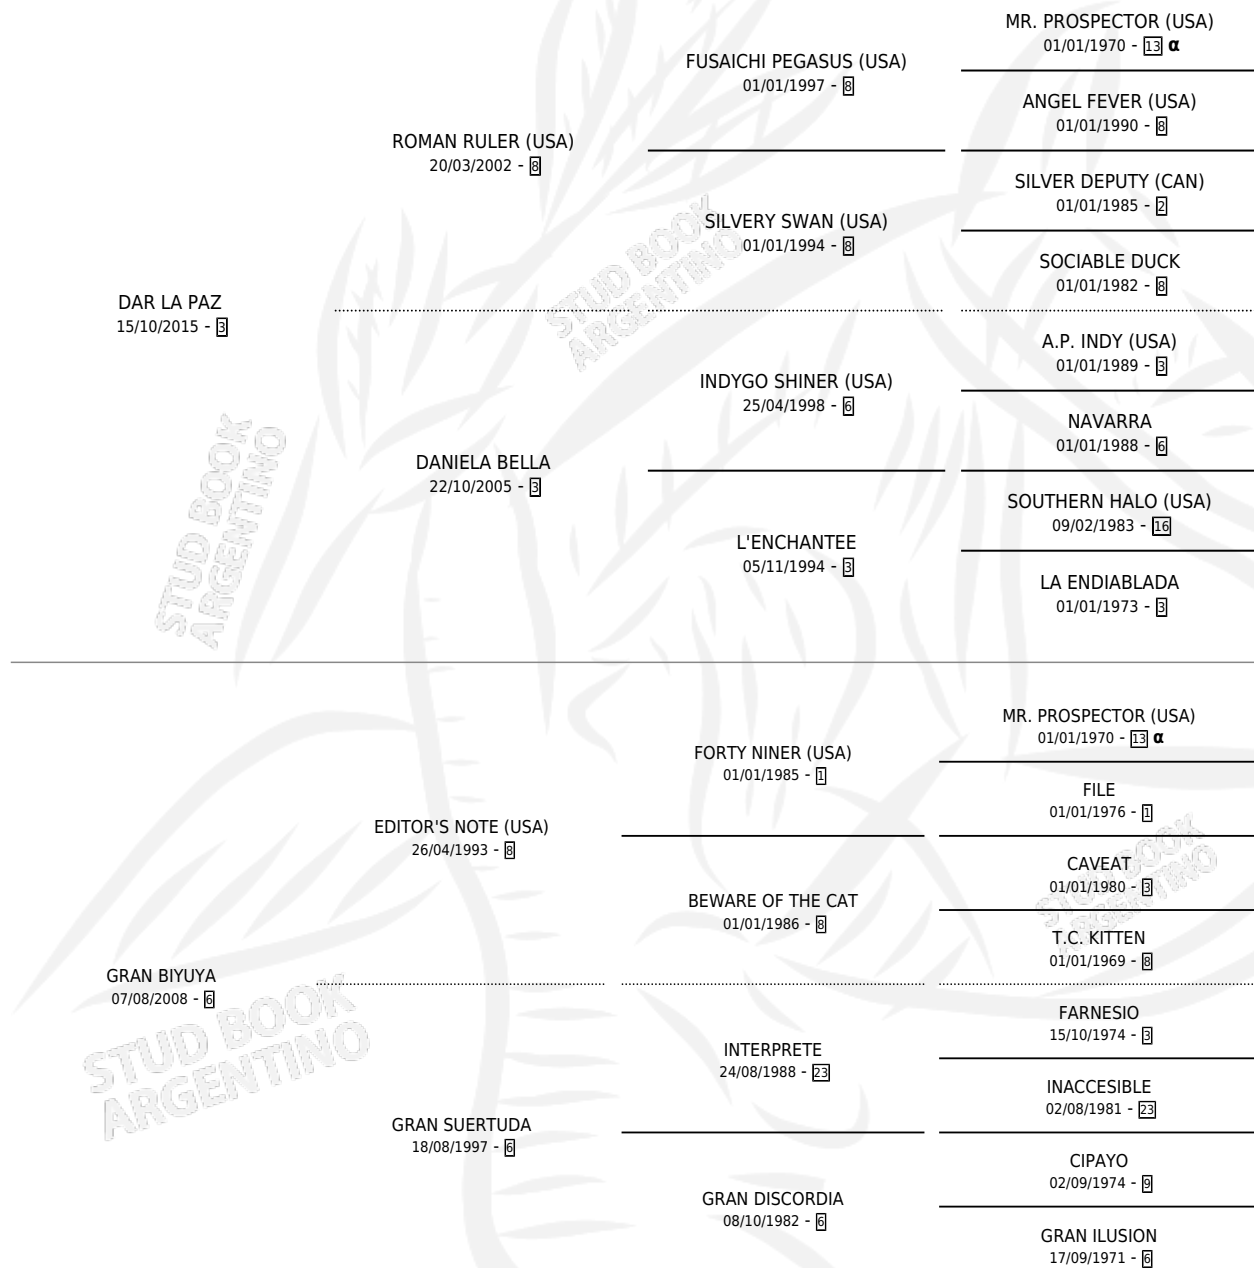 MR. PROSPECTOR (USA)
01/01/1970 - 13 α
FUSAICHI PEGASUS (USA)
01/01/1997 - 8
ANGEL FEVER (USA)
01/01/1990 - 8
ROMAN RULER (USA)
20/03/2002 - 8
SILVER DEPUTY (CAN)
01/01/1985 - 2
SILVERY SWAN (USA)
01/01/1994 - 8
SOCIABLE DUCK
01/01/1982 - 8
DAR LA PAZ
15/10/2015 - 3
A.P. INDY (USA)
01/01/1989 - 3
INDYGO SHINER (USA)
25/04/1998 - 6
NAVARRA
01/01/1988 - 6
DANIELA BELLA
22/10/2005 - 3
SOUTHERN HALO (USA)
09/02/1983 - 16
L'ENCHANTEE
05/11/1994 - 3
LA ENDIABLADA
01/01/1973 - 3
STUD BOOK
ARGENTINO
STUD BOOK
ARGENTINO
MR. PROSPECTOR (USA)
01/01/1970 - 13 α
FORTY NINER (USA)
01/01/1985 - 1
FILE
01/01/1976 - 1
EDITOR'S NOTE (USA)
26/04/1993 - 8
CAVEAT
01/01/1980 - 3
BEWARE OF THE CAT
01/01/1986 - 8
T.C. KITTEN
01/01/1969 - 8
GRAN BIYUYA
07/08/2008 - 6
FARNESIO
15/10/1974 - 3
INTERPRETE
24/08/1988 - 23
INACCESIBLE
02/08/1981 - 23
GRAN SUERTUDA
18/08/1997 - 6
CIPAYO
02/09/1974 - 9
GRAN DISCORDIA
08/10/1982 - 6
GRAN ILUSION
17/09/1971 - 6
STUD BOOK
ARGENTINO
STUD BOOK
ARGENTINO